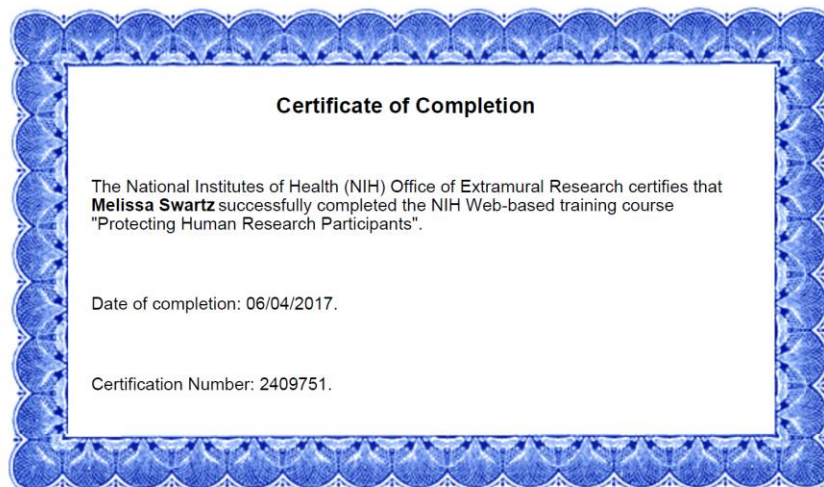 Certificate of Completion
The National Institutes of Health (NIH) Office of Extramural Research certifies that
Melissa Swartz successfully completed the NIH Web-based training course
"Protecting Human Research Participants".
Date of completion: 06/04/2017.
Certification Number: 2409751.